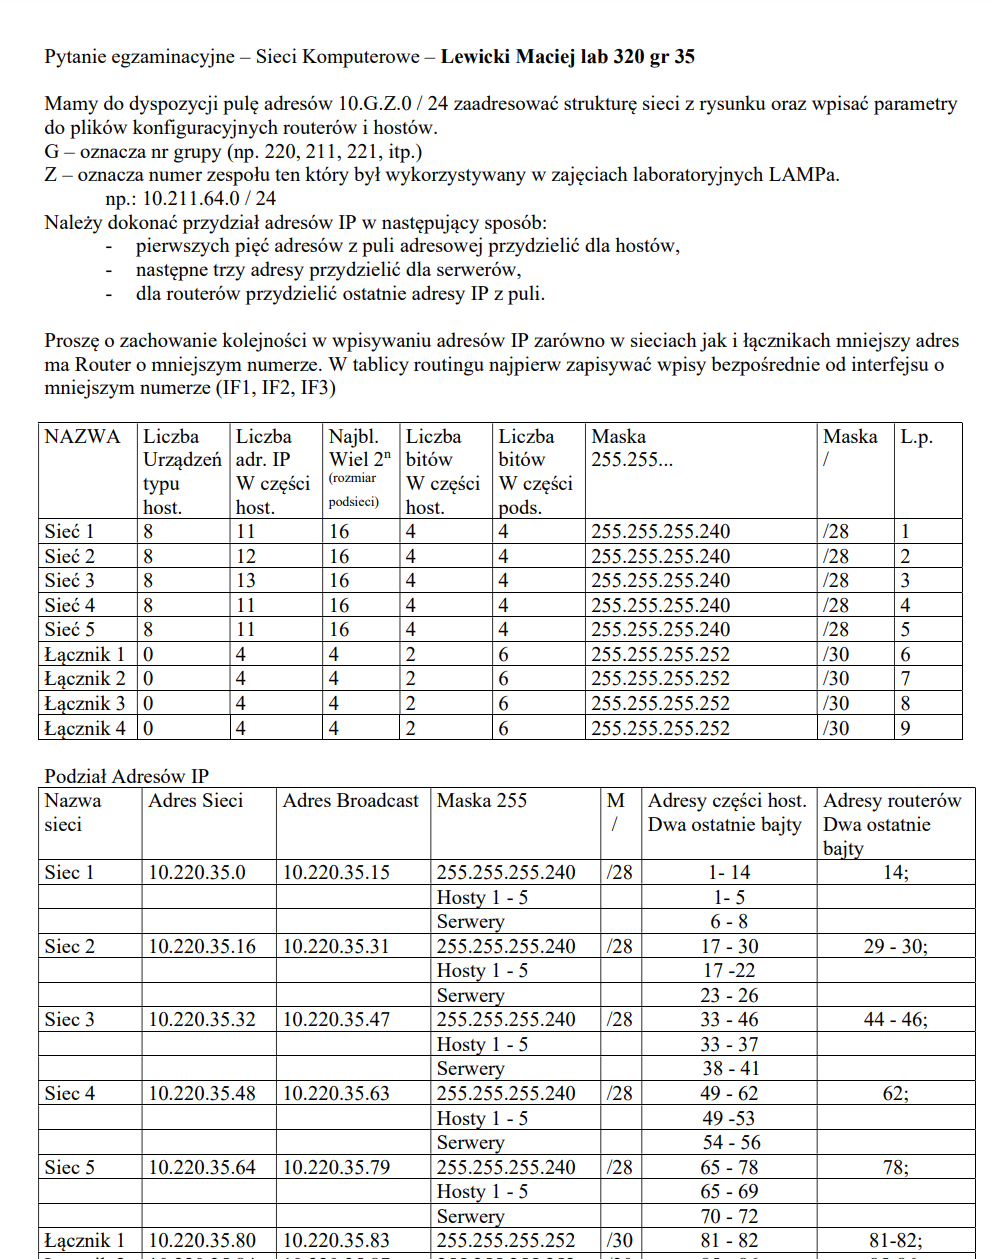 Pytanie egzaminacyjne – Sieci Komputerowe – Lewicki Maciej lab 320 gr 35
Mamy do dyspozycji pulę adresów 10.G.Z.0 / 24 zaadresować strukturę sieci z rysunku oraz wpisać parametry
do plików konfiguracyjnych routerów i hostów.
G – oznacza nr grupy (np. 220, 211, 221, itp.)
Z – oznacza numer zespołu ten który był wykorzystywany w zajęciach laboratoryjnych LAMPa.
np.: 10.211.64.0 / 24
Należy dokonać przydział adresów IP w następujący sposób:
- pierwszych pięć adresów z puli adresowej przydzielić dla hostów,
- następne trzy adresy przydzielić dla serwerów,
- dla routerów przydzielić ostatnie adresy IP z puli.
Proszę o zachowanie kolejności w wpisywaniu adresów IP zarówno w sieciach jak i łącznikach mniejszy adres
ma Router o mniejszym numerze. W tablicy routingu najpierw zapisywać wpisy bezpośrednie od interfejsu o
mniejszym numerze (IF1, IF2, IF3)
NAZWA Liczba Liczba Najbl. Liczba Liczba Maska Maska L.p.
Urządzeń adr. IP Wiel 2ⁿ bitów bitów 255.255... /
typu W części (rozmiar W części W części
host. host. podsieci) host. pods.
Sieć 1 8 11 16 4 4 255.255.255.240 /28 1
Sieć 2 8 12 16 4 4 255.255.255.240 /28 2
Sieć 3 8 13 16 4 4 255.255.255.240 /28 3
Sieć 4 8 11 16 4 4 255.255.255.240 /28 4
Sieć 5 8 11 16 4 4 255.255.255.240 /28 5
Łącznik 1 0 4 4 2 6 255.255.255.252 /30 6
Łącznik 2 0 4 4 2 6 255.255.255.252 /30 7
Łącznik 3 0 4 4 2 6 255.255.255.252 /30 8
Łącznik 4 0 4 4 2 6 255.255.255.252 /30 9
Podział Adresów IP
Nazwa Adres Sieci Adres Broadcast Maska 255 M Adresy części host. Adresy routerów
sieci / Dwa ostatnie bajty Dwa ostatnie
bajty
Siec 1 10.220.35.0 10.220.35.15 255.255.255.240 /28 1- 14 14;
Hosty 1 - 5 1- 5
Serwery 6 - 8
Siec 2 10.220.35.16 10.220.35.31 255.255.255.240 /28 17 - 30 29 - 30;
Hosty 1 - 5 17 -22
Serwery 23 - 26
Siec 3 10.220.35.32 10.220.35.47 255.255.255.240 /28 33 - 46 44 - 46;
Hosty 1 - 5 33 - 37
Serwery 38 - 41
Siec 4 10.220.35.48 10.220.35.63 255.255.255.240 /28 49 - 62 62;
Hosty 1 - 5 49 -53
Serwery 54 - 56
Siec 5 10.220.35.64 10.220.35.79 255.255.255.240 /28 65 - 78 78;
Hosty 1 - 5 65 - 69
Serwery 70 - 72
Łącznik 1 10.220.35.80 10.220.35.83 255.255.255.252 /30 81 - 82 81-82;